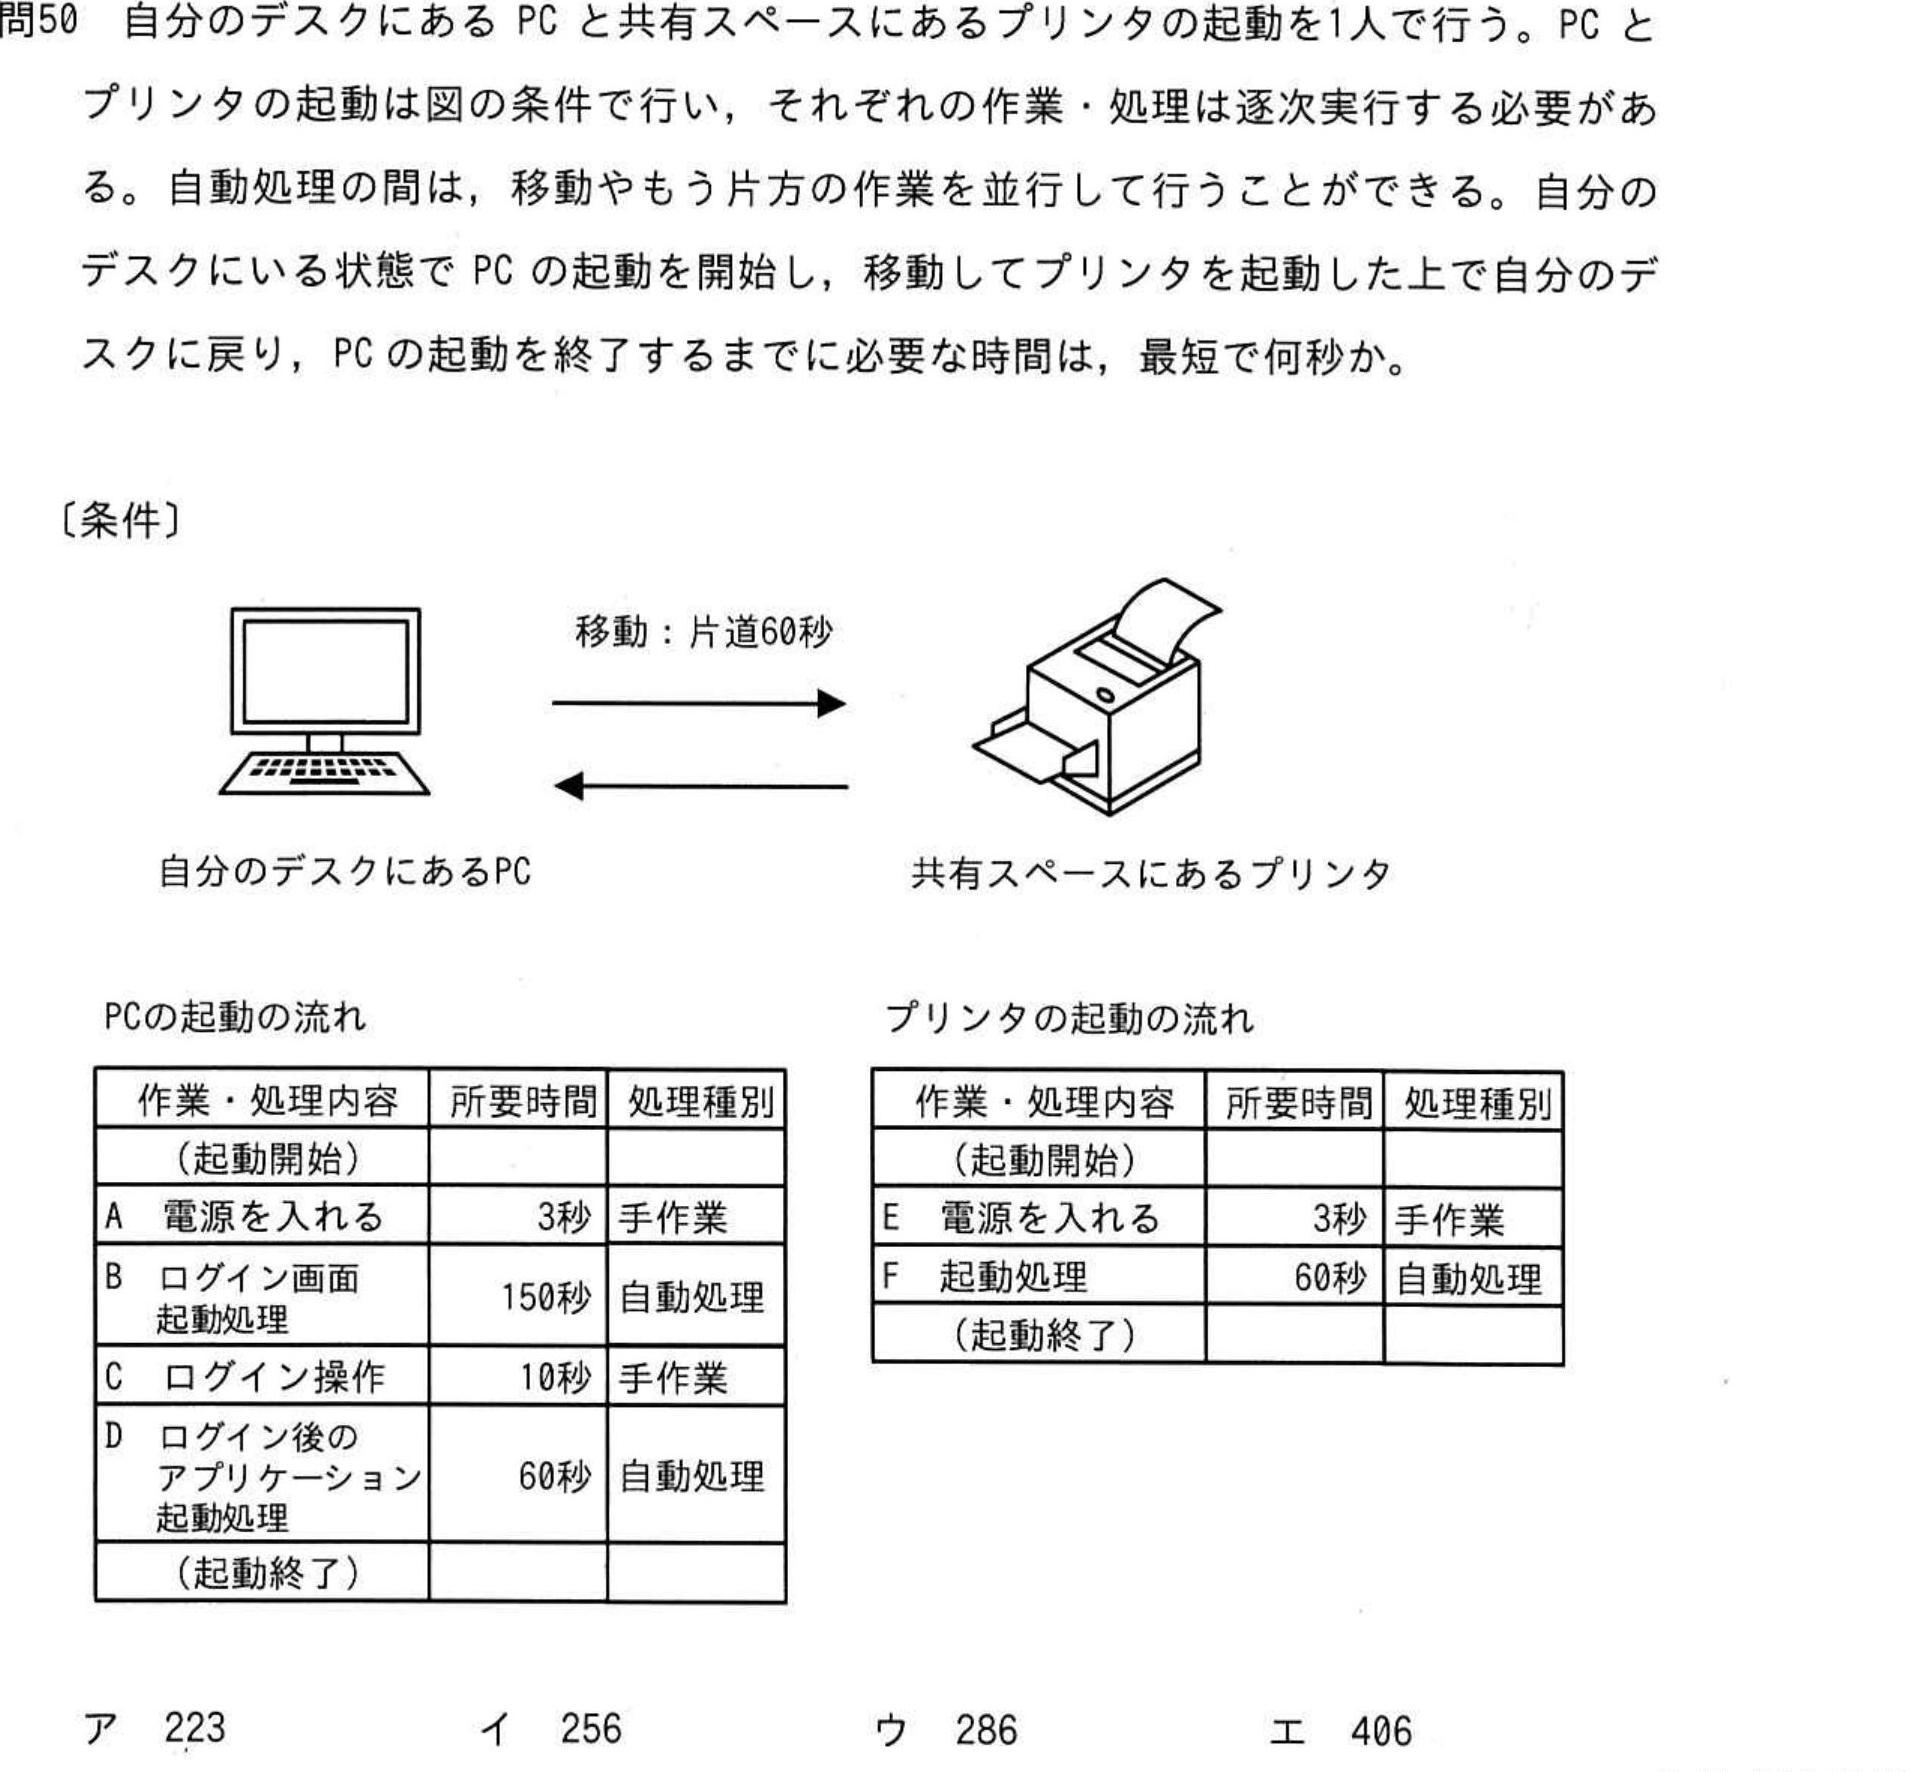 問50 自分のデスクにある PC と共有スペースにあるプリンタの起動を1人で行う。PC と
プリンタの起動は図の条件で行い，それぞれの作業・処理は逐次実行する必要があ
る。自動処理の間は，移動やもう片方の作業を並行して行うことができる。自分の
デスクにいる状態で PC の起動を開始し，移動してプリンタを起動した上で自分のデ
スクに戻り，PC の起動を終了するまでに必要な時間は，最短で何秒か。
〔条件〕
移動：片道60秒
自分のデスクにあるPC
共有スペースにあるプリンタ
PCの起動の流れ
作業・処理内容 所要時間 処理種別
（起動開始）
A 電源を入れる 3秒 手作業
B ログイン画面
起動処理 150秒 自動処理
C ログイン操作 10秒 手作業
D ログイン後の
アプリケーション
起動処理 60秒 自動処理
（起動終了）
プリンタの起動の流れ
作業・処理内容 所要時間 処理種別
（起動開始）
E 電源を入れる 3秒 手作業
F 起動処理 60秒 自動処理
（起動終了）
ア 223 イ 256 ウ 286 エ 406